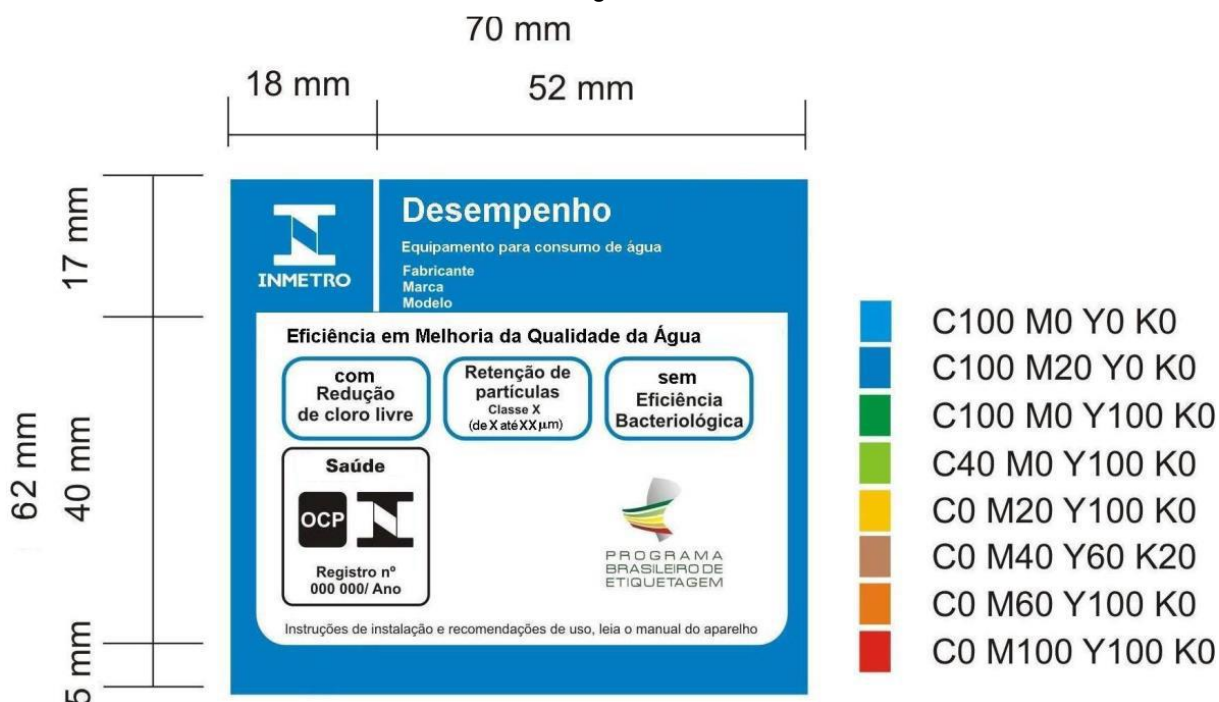 70 mm
18 mm
52 mm
17 mm
62 mm
40 mm
5 mm
INMETRO
Desempenho
Equipamento para consumo de água
Fabricante
Marca
Modelo
Eficiência em Melhoria da Qualidade da Água
com
Redução
de cloro livre
Retenção de
partículas
Classe X
(de X até XX μm)
sem
Eficiência
Bacteriológica
Saúde
OCP
Registro nº
000 000/ Ano
PROGRAMA
BRASILEIRO DE
ETIQUETAGEM
Instruções de instalação e recomendações de uso, leia o manual do aparelho
C100 M0 Y0 K0
C100 M20 Y0 K0
C100 M0 Y100 K0
C40 M0 Y100 K0
C0 M20 Y100 K0
C0 M40 Y60 K20
C0 M60 Y100 K0
C0 M100 Y100 K0